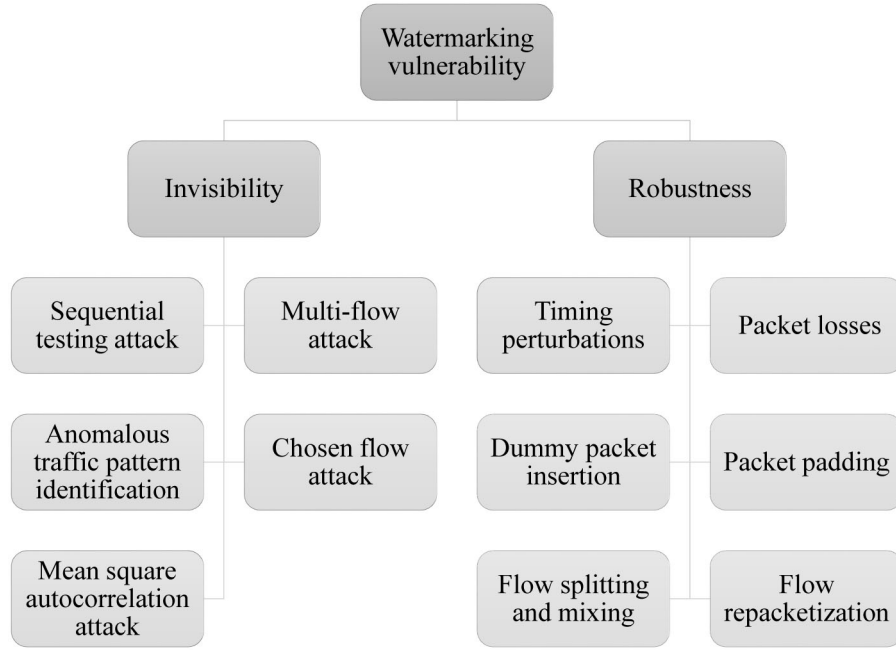 Watermarking
vulnerability
Invisibility
Robustness
Sequential
testing attack
Multi-flow
attack
Timing
perturbations
Packet losses
Anomalous
traffic pattern
identification
Chosen flow
attack
Dummy packet
insertion
Packet padding
Mean square
autocorrelation
attack
Flow splitting
and mixing
Flow
repacketization